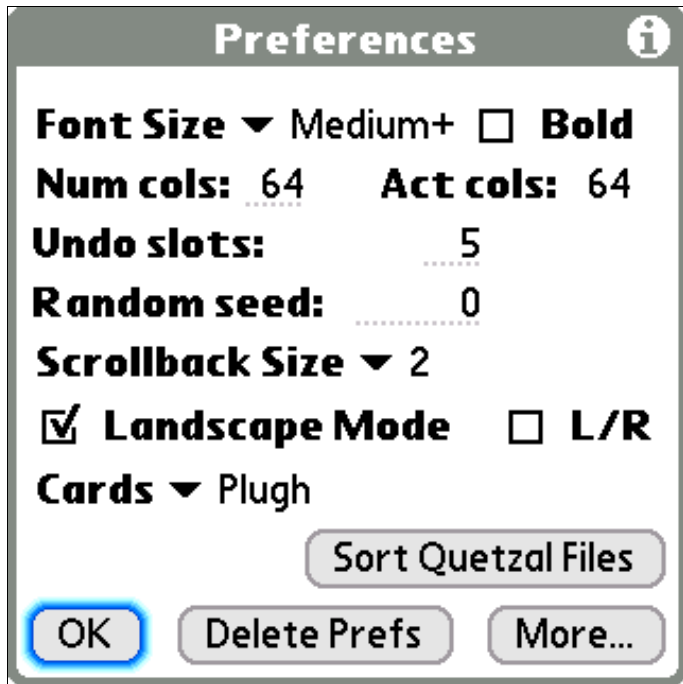 Preferences
Font Size Medium+ Bold
Num cols: 64 Act cols: 64
Undo slots: 5
Random seed: 0
Scrollback Size 2
Landscape Mode L/R
Cards Plugh
Sort Quetzal Files
OK Delete Prefs More...